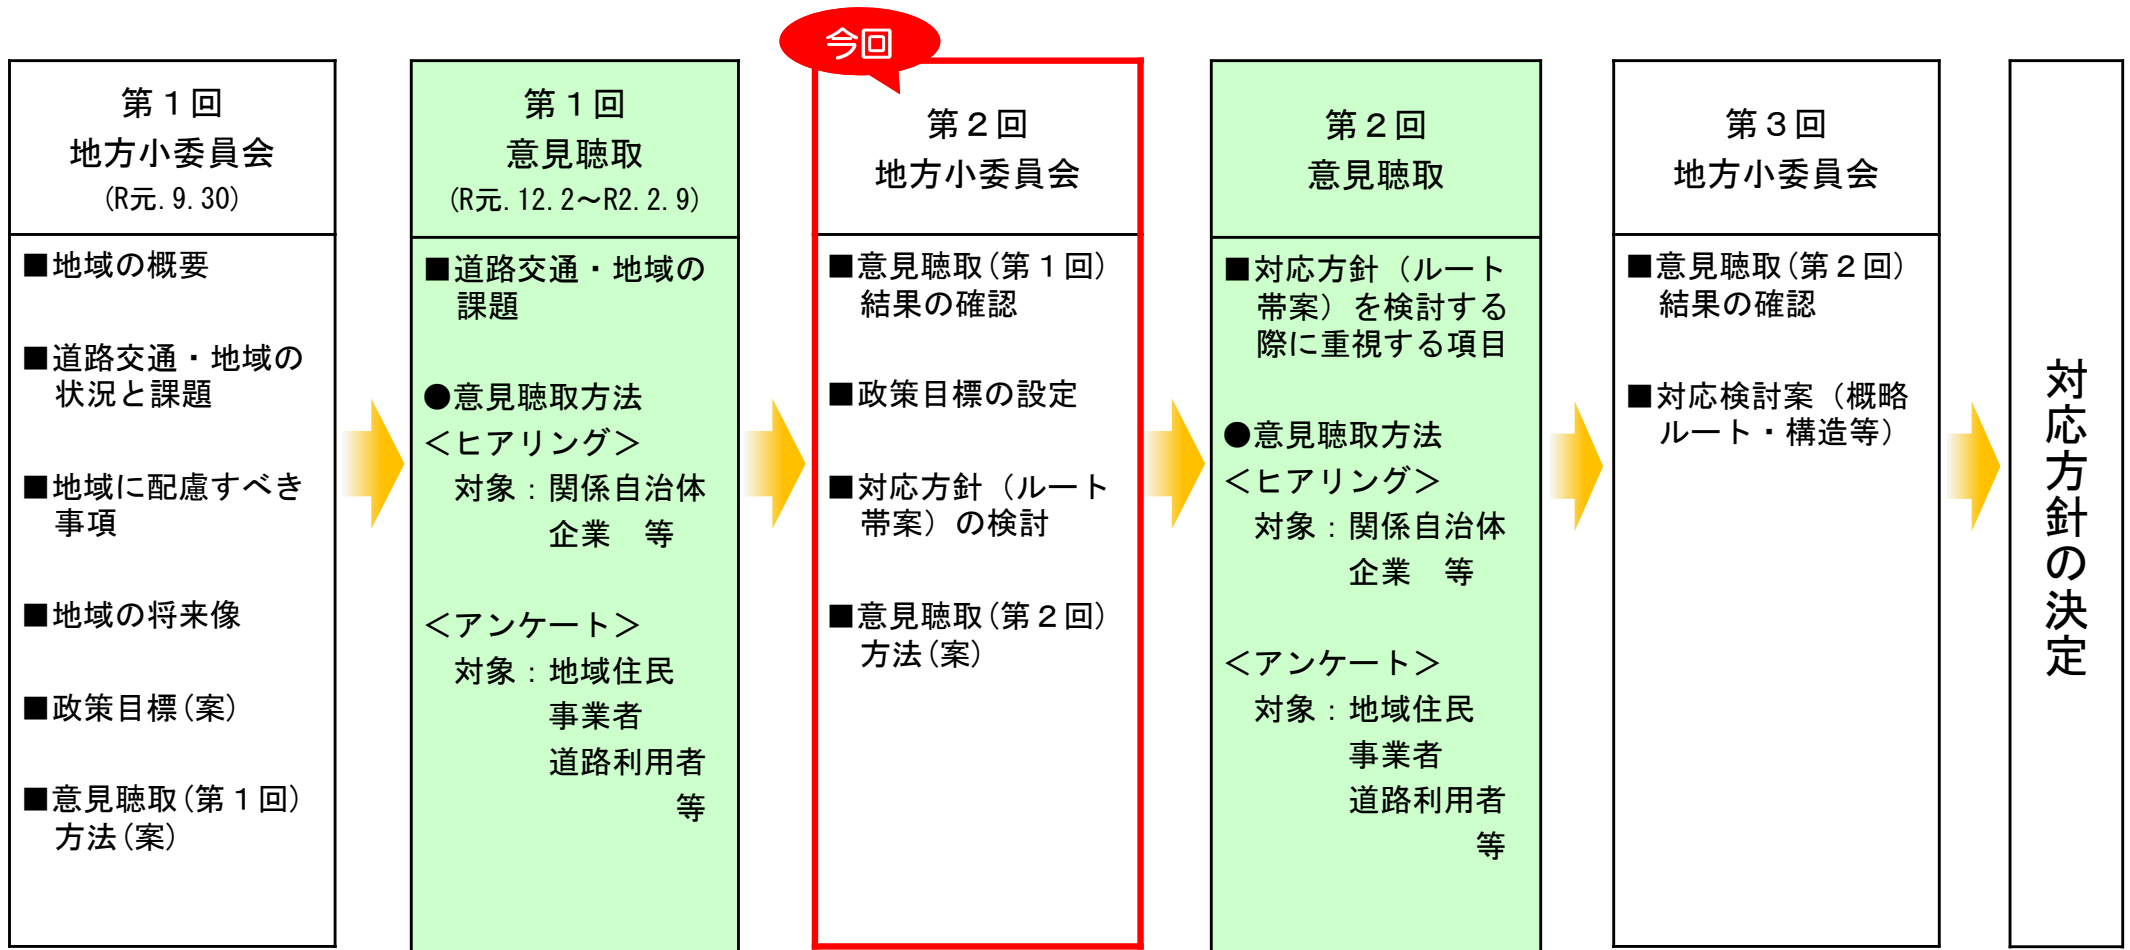 今回
第１回
地方小委員会
(R元.9.30)
■地域の概要
■道路交通・地域の
状況と課題
■地域に配慮すべき
事項
■地域の将来像
■政策目標(案)
■意見聴取(第１回)
方法(案)
第１回
意見聴取
(R元.12.2～R2.2.9)
■道路交通・地域の
課題
●意見聴取方法
＜ヒアリング＞
対象：関係自治体
企業　等
＜アンケート＞
対象：地域住民
事業者
道路利用者
等
第２回
地方小委員会
■意見聴取(第１回)
結果の確認
■政策目標の設定
■対応方針（ルート
帯案）の検討
■意見聴取(第２回)
方法(案)
第２回
意見聴取
■対応方針（ルート
帯案）を検討する
際に重視する項目
●意見聴取方法
＜ヒアリング＞
対象：関係自治体
企業　等
＜アンケート＞
対象：地域住民
事業者
道路利用者
等
第３回
地方小委員会
■意見聴取(第２回)
結果の確認
■対応検討案（概略
ルート・構造等）
対応方針の決定